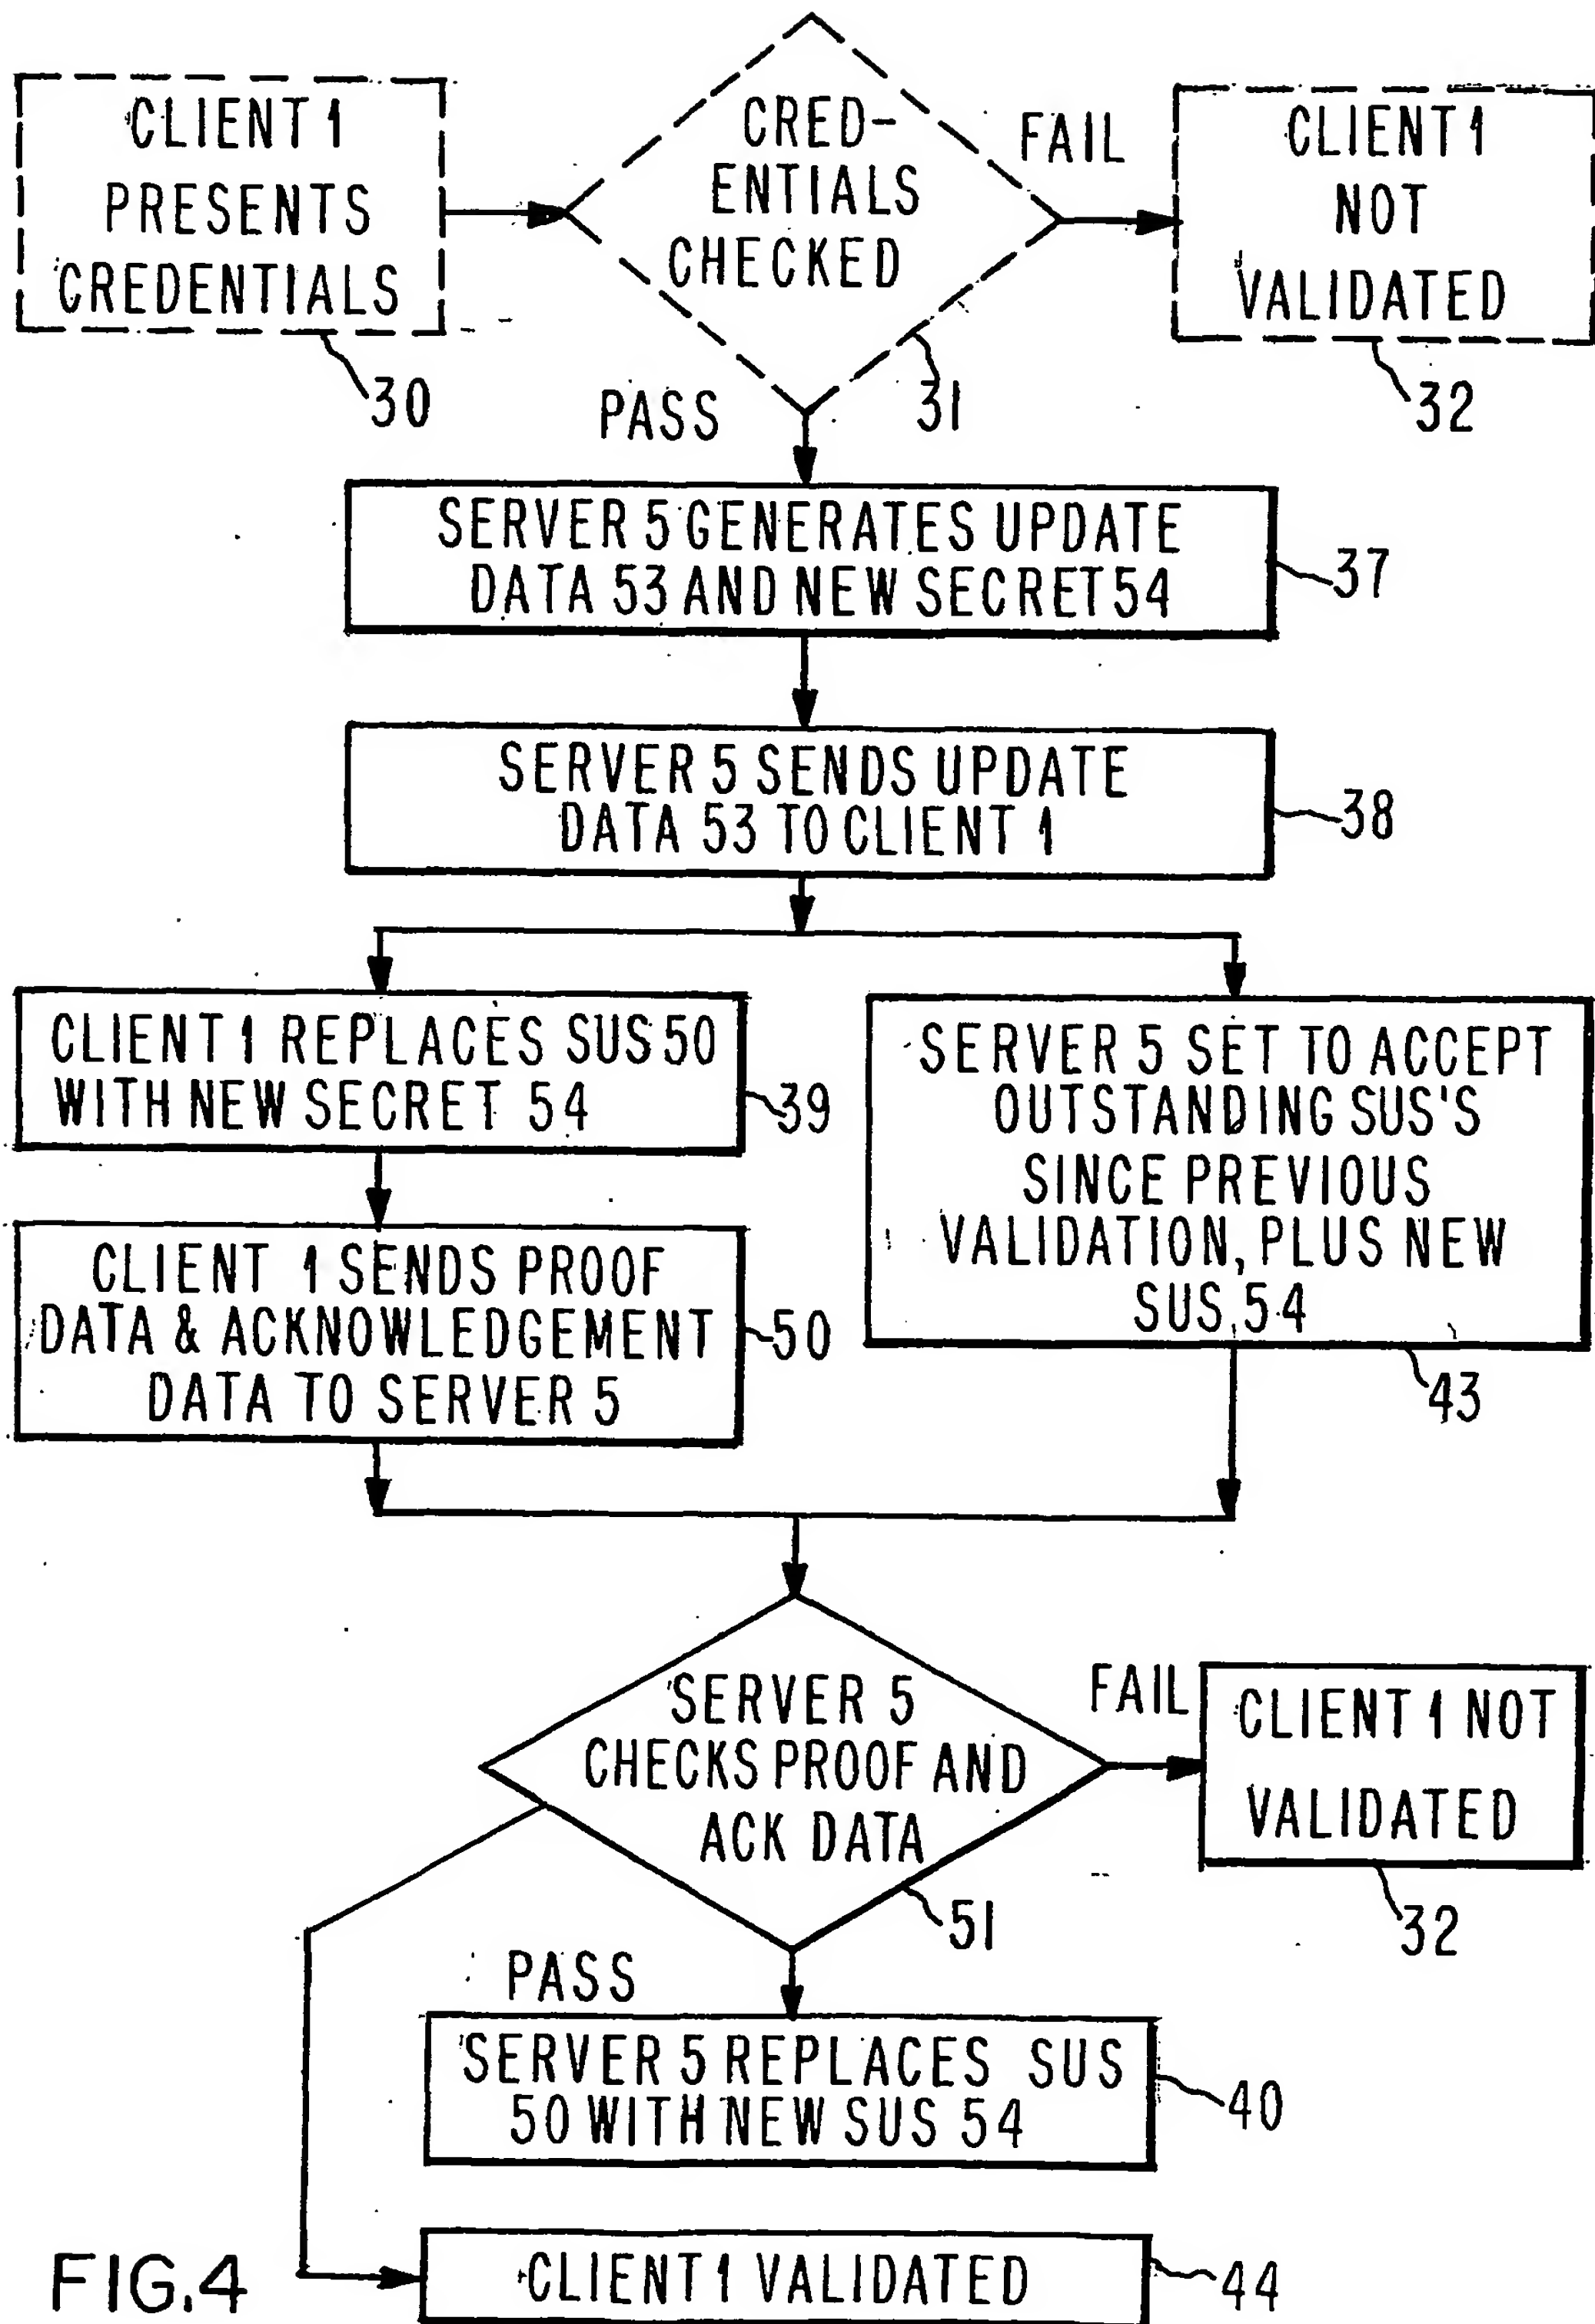 CLIENT 1
PRESENTS
CREDENTIALS
30
CRED-
ENTIALS
CHECKED
31
FAIL
CLIENT 1
NOT
VALIDATED
32
PASS
SERVER 5 GENERATES UPDATE
DATA 53 AND NEW SECRET 54
37
SERVER 5 SENDS UPDATE
DATA 53 TO CLIENT 1
38
CLIENT 1 REPLACES SUS 50
WITH NEW SECRET 54
39
SERVER 5 SET TO ACCEPT
OUTSTANDING SUS'S
SINCE PREVIOUS
VALIDATION, PLUS NEW
SUS 54
43
CLIENT 1 SENDS PROOF
DATA & ACKNOWLEDGEMENT
DATA TO SERVER 5
50
SERVER 5
CHECKS PROOF AND
ACK DATA
51
FAIL
CLIENT 1 NOT
VALIDATED
32
PASS
SERVER 5 REPLACES SUS
50 WITH NEW SUS 54
40
CLIENT 1 VALIDATED
44
FIG.4